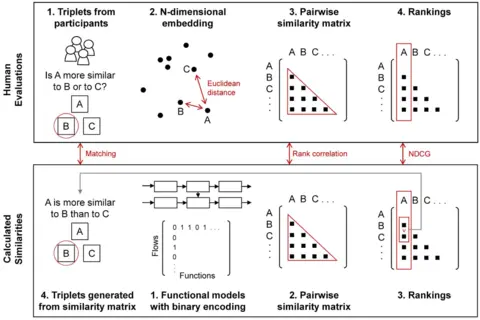 1. Triplets from
participants
2. N-dimensional
embedding
3. Pairwise
similarity matrix
4. Rankings
Human
Evaluations
Is A more similar
to B or to C?
A
B
C
C
Euclidean
distance
B
A
A B C . . .
A
B
C
:
A B C . . .
A
B
C
:
Matching
Rank correlation
NDCG
Calculated
Similarities
A is more similar
to B than to C
A
B
C
Flows
0 1 1 0 1 . . .
0
1
0
:
Functions
A B C . . .
A
B
C
:
A B C . . .
A
B
C
:
4. Triplets generated
from similarity matrix
1. Functional models
with binary encoding
2. Pairwise
similarity matrix
3. Rankings